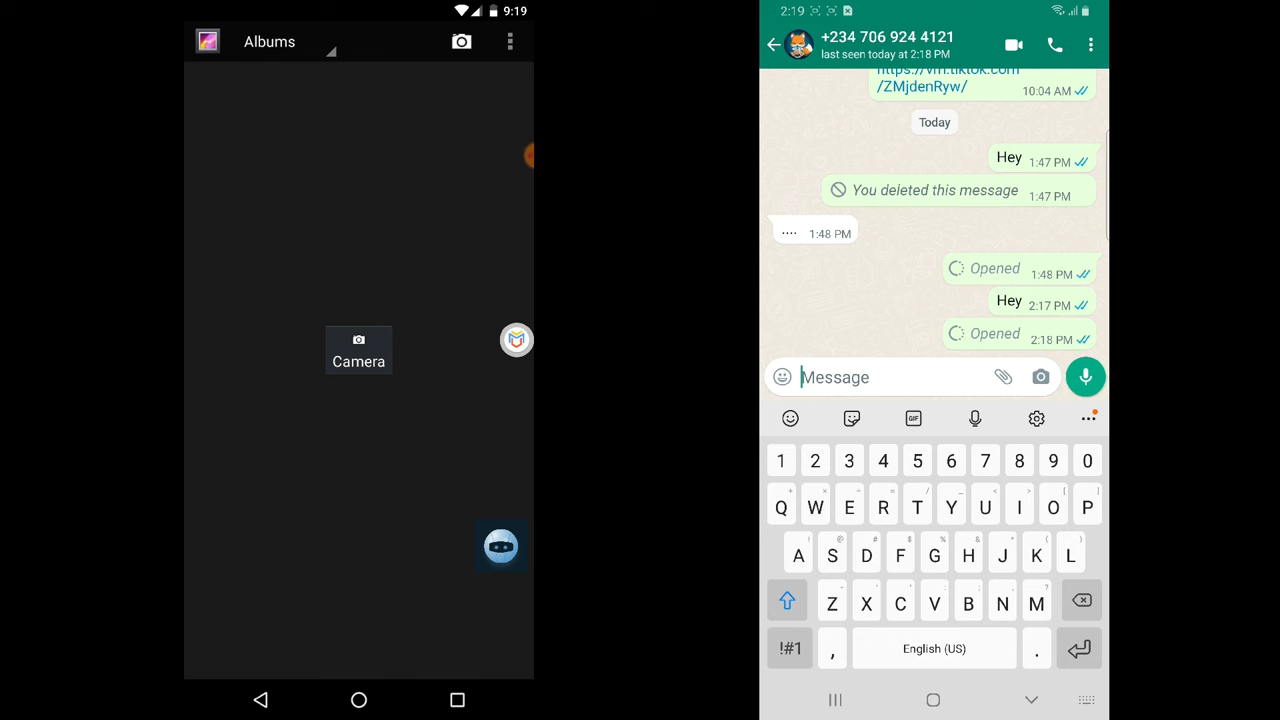 9:19
Albums
Camera
2:19
+234 706 924 4121
last seen today at 2:18 PM
https://vm.tiktok.com
/ZMjdenRyw/
10:04 AM
Today
Hey 1:47 PM
You deleted this message 1:47 PM
.... 1:48 PM
Opened 1:48 PM
Hey 2:17 PM
Opened 2:18 PM
Message
GIF
1 2 3 4 5 6 7 8 9 0
Q W E R T Y U I O P
A S D F G H J K L
Z X C V B N M
!#1 , English (US) .